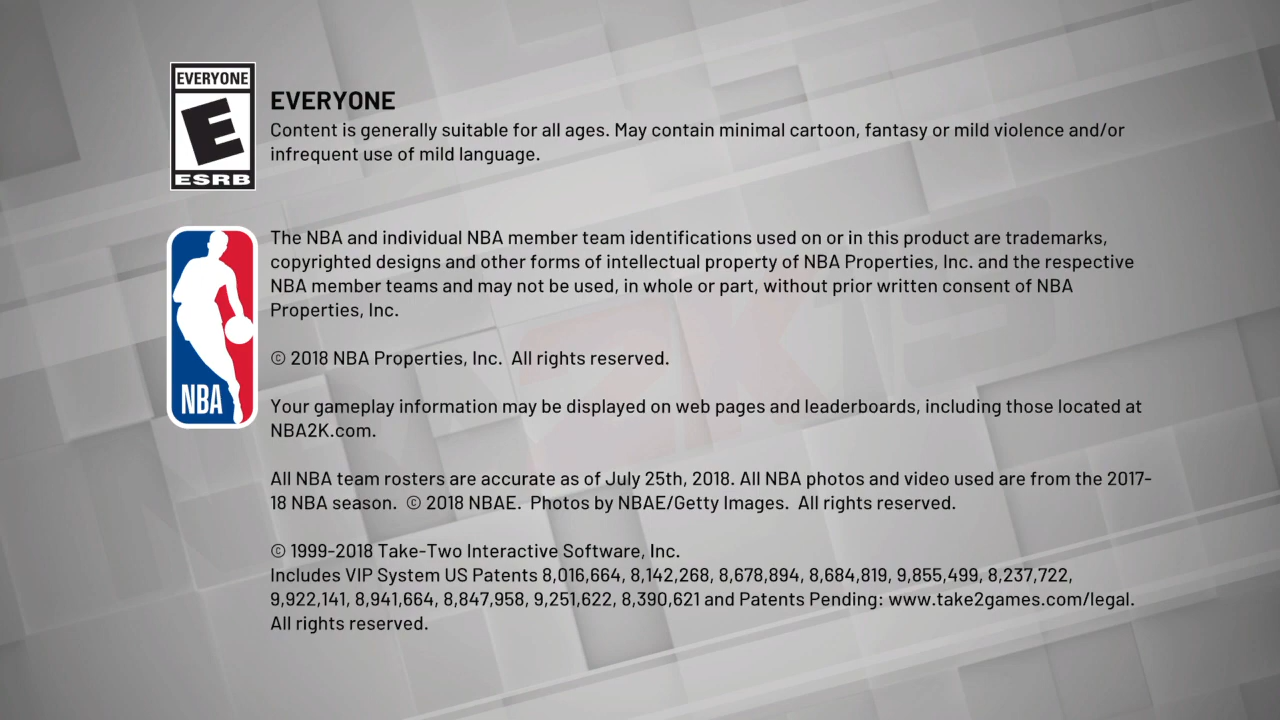 EVERYONE
E
ESRB
EVERYONE
Content is generally suitable for all ages. May contain minimal cartoon, fantasy or mild violence and/or
infrequent use of mild language.
The NBA and individual NBA member team identifications used on or in this product are trademarks,
copyrighted designs and other forms of intellectual property of NBA Properties, Inc. and the respective
NBA member teams and may not be used, in whole or part, without prior written consent of NBA
Properties, Inc.
NBA
© 2018 NBA Properties, Inc.  All rights reserved.
Your gameplay information may be displayed on web pages and leaderboards, including those located at
NBA2K.com.
All NBA team rosters are accurate as of July 25th, 2018. All NBA photos and video used are from the 2017-
18 NBA season.  © 2018 NBAE.  Photos by NBAE/Getty Images.  All rights reserved.
© 1999-2018 Take-Two Interactive Software, Inc.
Includes VIP System US Patents 8,016,664, 8,142,268, 8,678,894, 8,684,819, 9,855,499, 8,237,722,
9,922,141, 8,941,664, 8,847,958, 9,251,622, 8,390,621 and Patents Pending: www.take2games.com/legal.
All rights reserved.
2K19